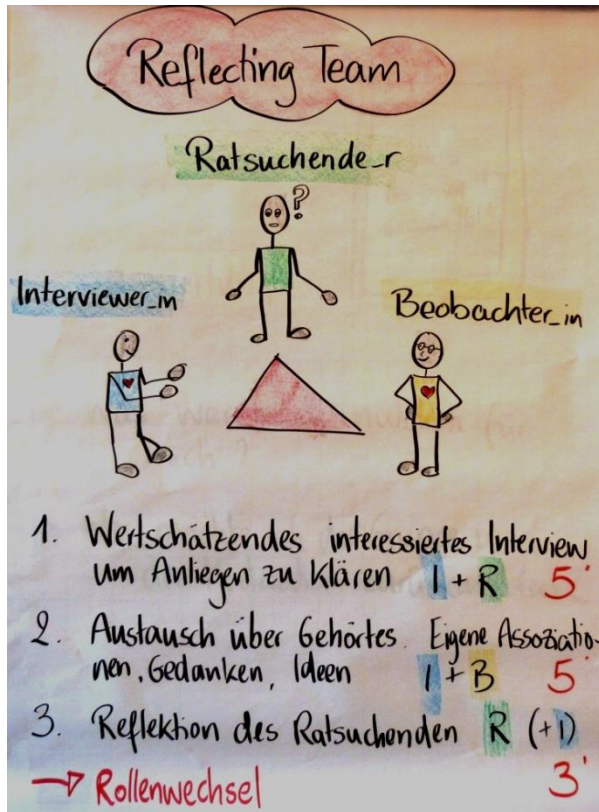 Reflecting Team
Ratsuchende_r
?
Interviewer_in
Beobachter_in
1. Wertschätzendes interessiertes Interview
um Anliegen zu klären I + R 5'
2. Austausch über Gehörtes. Eigene Assoziatio-
nen, Gedanken, Ideen I + B 5'
3. Reflektion des Ratsuchenden R (+I)
→ Rollenwechsel 3'